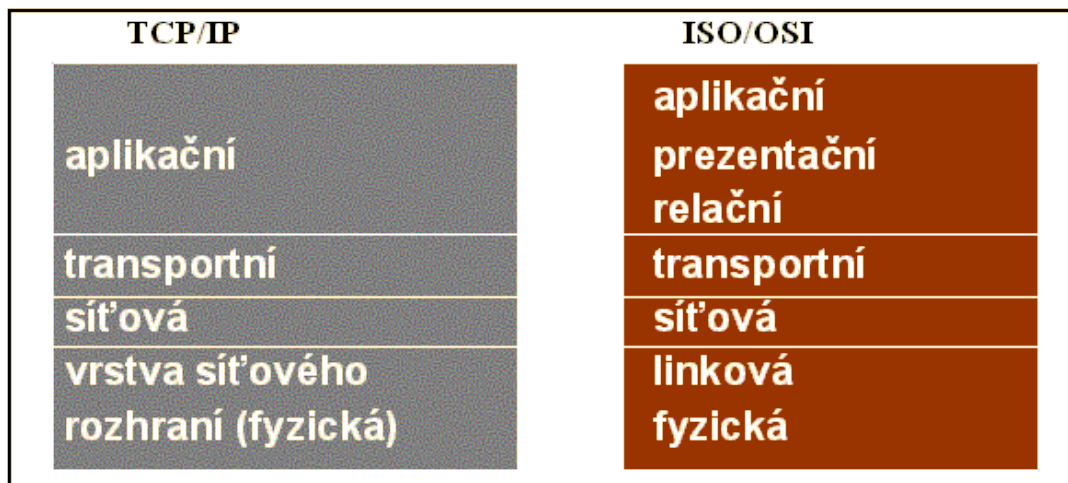 TCP/IP
aplikační
transportní
síťová
vrstva síťového
rozhraní (fyzická)
ISO/OSI
aplikační
prezentační
relační
transportní
síťová
linková
fyzická